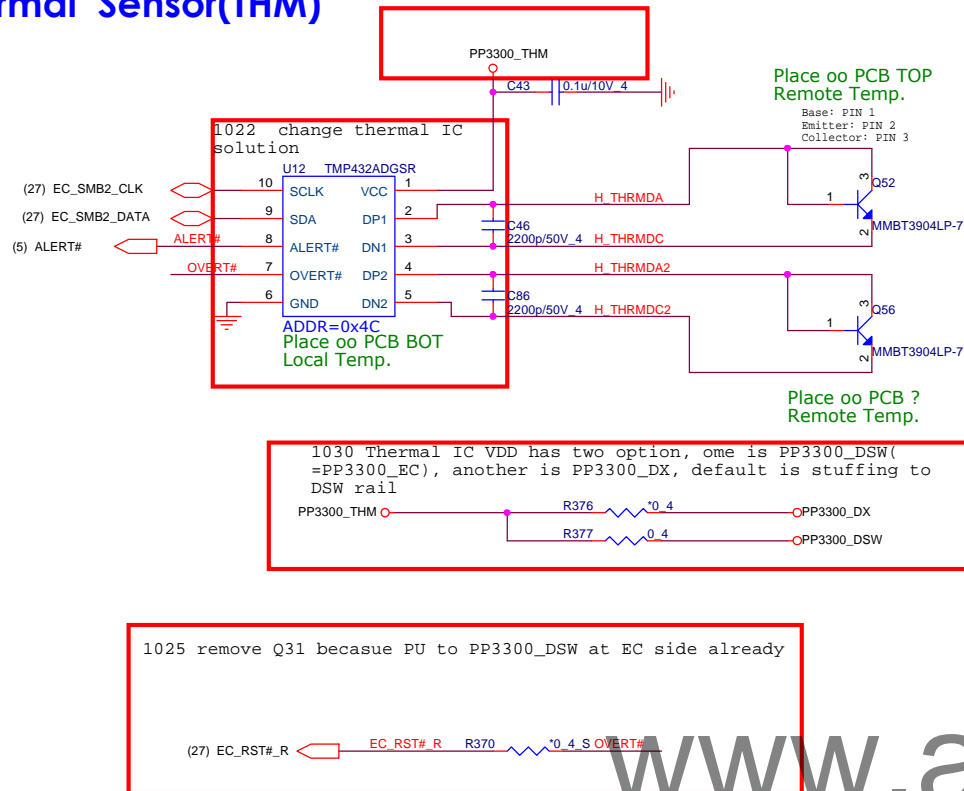 rmal Sensor(THM)
PP3300_THM
C43
0.1u/10V_4
Place oo PCB TOP
Remote Temp.
Base: PIN 1
Emitter: PIN 2
Collector: PIN 3
1022 change thermal IC
solution
U12 TMP432ADGSR
(27) EC_SMB2_CLK
10
SCLK
VCC
1
(27) EC_SMB2_DATA
9
SDA
DP1
2
H_THRMDA
(5) ALERT#
ALERT#
8
ALERT#
DN1
3
C46
2200p/50V_4
H_THRMDC
OVERT#
7
OVERT#
DP2
4
H_THRMDA2
6
GND
DN2
5
C86
2200p/50V_4
H_THRMDC2
1
3
2
Q52
MMBT3904LP-7
1
3
2
Q56
MMBT3904LP-7
ADDR=0x4C
Place oo PCB BOT
Local Temp.
Place oo PCB ?
Remote Temp.
1030 Thermal IC VDD has two option, ome is PP3300_DSW(
=PP3300_EC), another is PP3300_DX, default is stuffing to
DSW rail
PP3300_THM
R376
*0_4
PP3300_DX
R377
0_4
PP3300_DSW
1025 remove Q31 becasue PU to PP3300_DSW at EC side already
(27) EC_RST#_R
EC_RST#_R
R370
*0_4_S
OVERT#
www.a